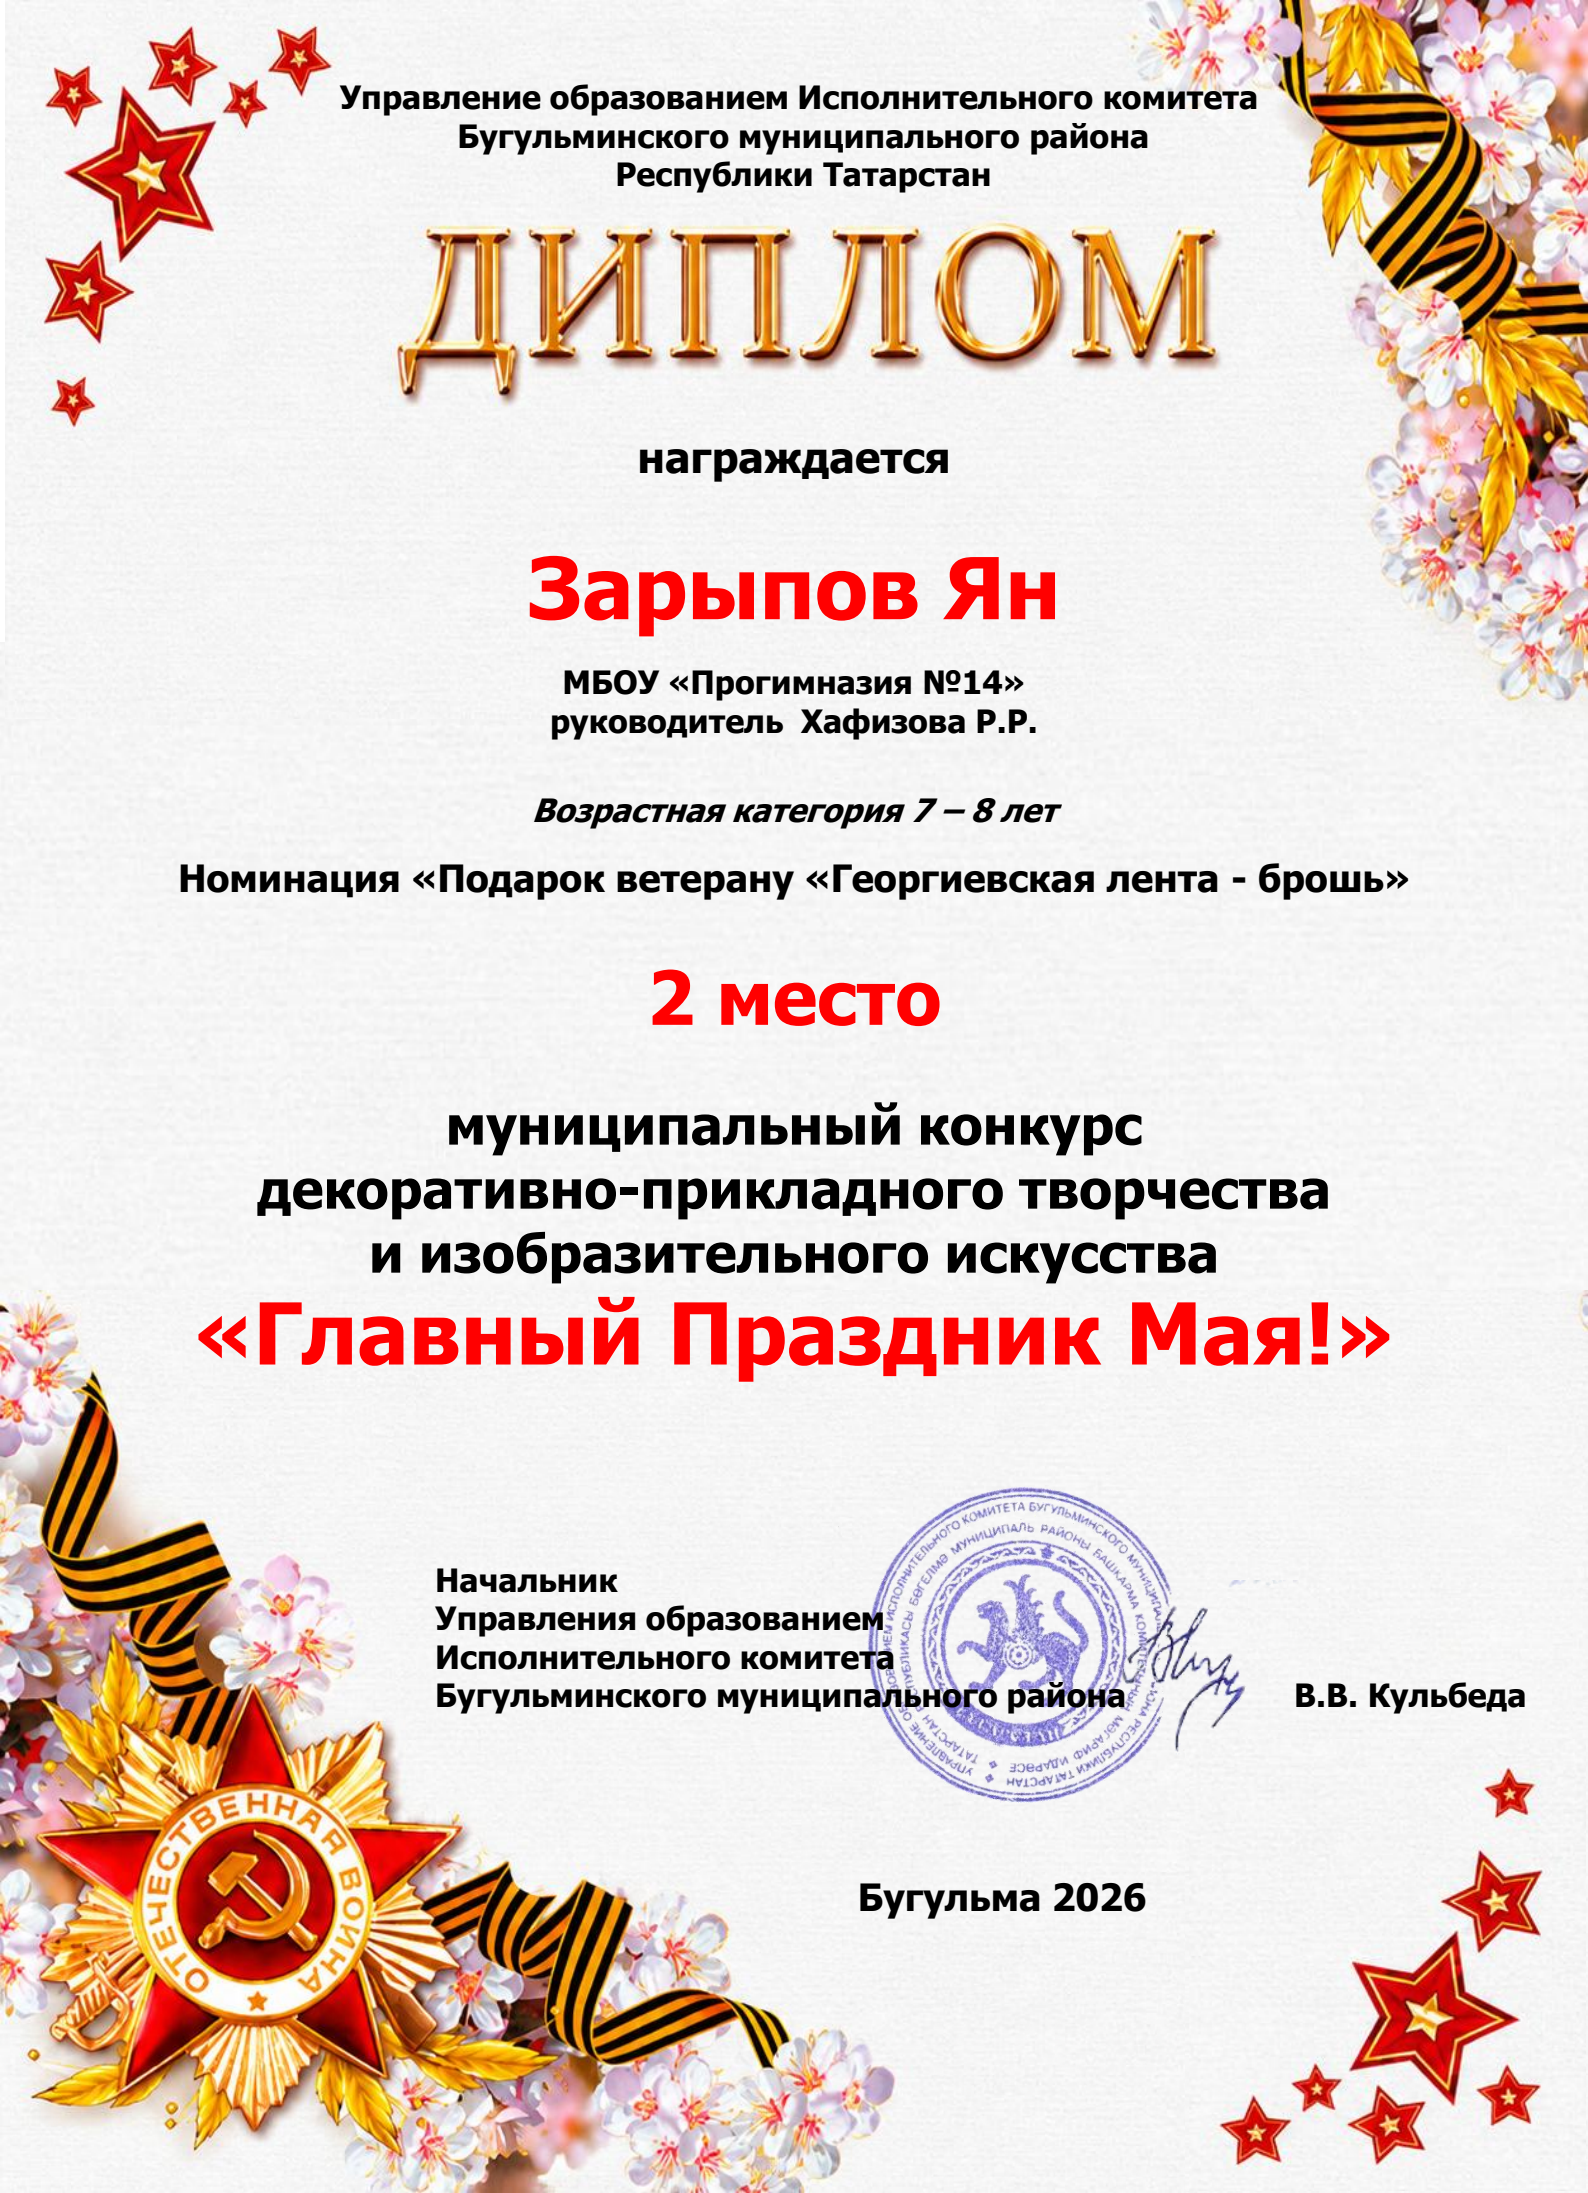 Управление образованием Исполнительного комитета
Бугульминского муниципального района
Республики Татарстан
ДИПЛОМ
награждается
Зарыпов Ян
МБОУ «Прогимназия №14»
руководитель Хафизова Р.Р.
Возрастная категория 7 – 8 лет
Номинация «Подарок ветерану «Георгиевская лента - брошь»
2 место
муниципальный конкурс
декоративно-прикладного творчества
и изобразительного искусства
«Главный Праздник Мая!»
Начальник
Управления образованием
Исполнительного комитета
Бугульминского муниципального района В.В. Кульбеда
ОТЕЧЕСТВЕННАЯ ВОЙНА
Бугульма 2026